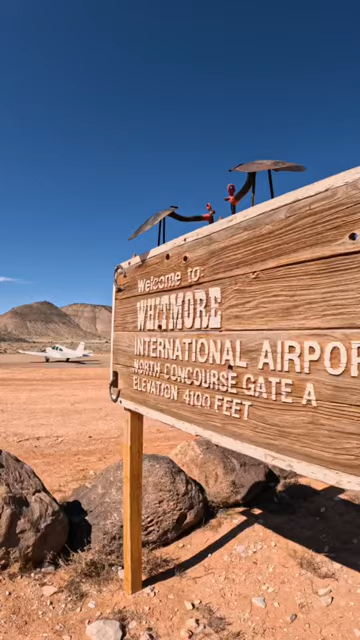 Welcome to:
WHITMORE
INTERNATIONAL AIRPOR
NORTH CONCOURSE GATE A
ELEVATION 4100 FEET